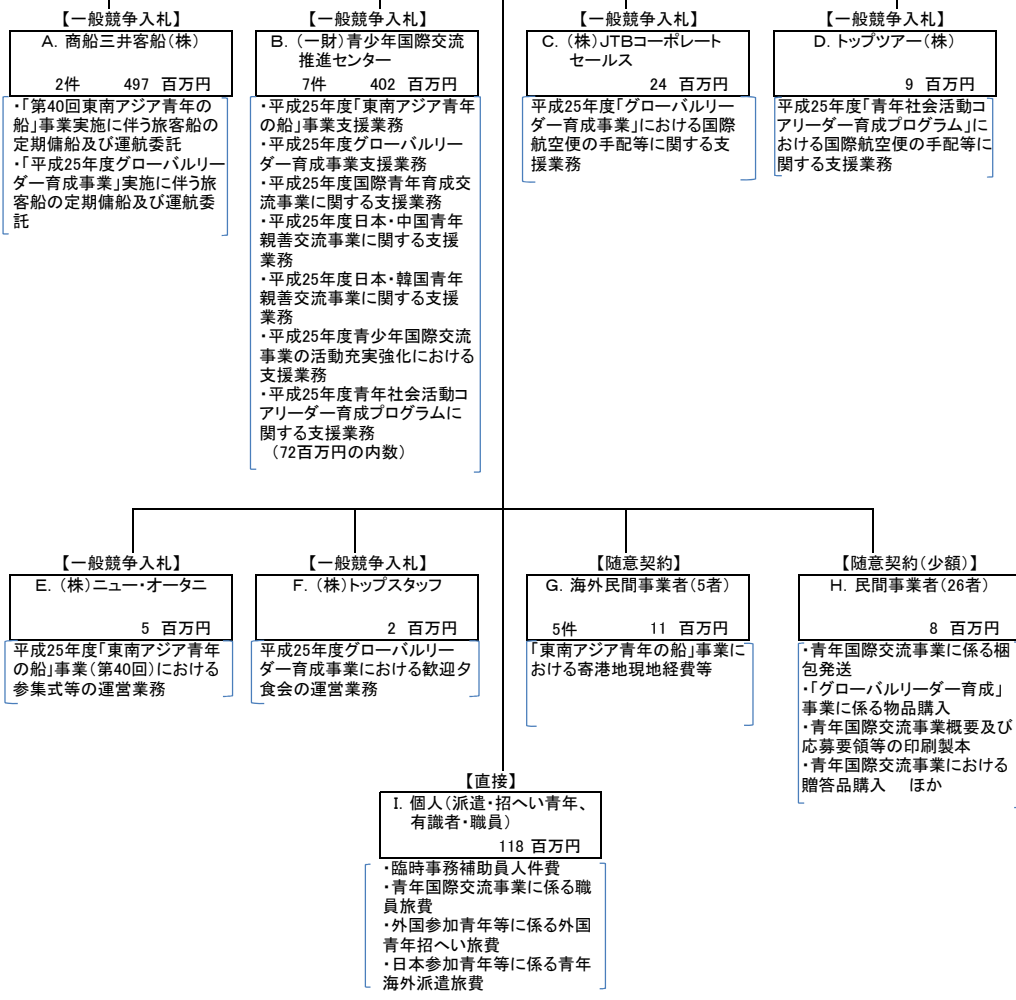 【一般競争入札】
A. 商船三井客船(株)
2件 497 百万円
・「第40回東南アジア青年の
船」事業実施に伴う旅客船の
定期傭船及び運航委託
・「平成25年度グローバルリー
ダー育成事業」実施に伴う旅
客船の定期傭船及び運航委
託
【一般競争入札】
B. (一財)青少年国際交流
推進センター
7件 402 百万円
・平成25年度「東南アジア青年
の船」事業支援業務
・平成25年度グローバルリー
ダー育成事業支援業務
・平成25年度国際青年育成交
流事業に関する支援業務
・平成25年度日本・中国青年
親善交流事業に関する支援
業務
・平成25年度日本・韓国青年
親善交流事業に関する支援
業務
・平成25年度青少年国際交流
事業の活動充実強化における
支援業務
・平成25年度青年社会活動コ
アリーダー育成プログラムに
関する支援業務
(72百万円の内数)
【一般競争入札】
C. (株)JTBコーポレート
セールス
24 百万円
平成25年度「グローバルリー
ダー育成事業」における国際
航空便の手配等に関する支
援業務
【一般競争入札】
D. トップツアー(株)
9 百万円
平成25年度「青年社会活動コ
アリーダー育成プログラム」に
おける国際航空便の手配等に
関する支援業務
【一般競争入札】
E. (株)ニュー・オータニ
5 百万円
平成25年度「東南アジア青年
の船」事業(第40回)における
参集式等の運営業務
【一般競争入札】
F. (株)トップスタッフ
2 百万円
平成25年度グローバルリー
ダー育成事業における歓迎夕
食会の運営業務
【随意契約】
G. 海外民間事業者(5者)
5件 11 百万円
「東南アジア青年の船」事業に
おける寄港地現地経費等
【随意契約(少額)】
H. 民間事業者(26者)
8 百万円
・青年国際交流事業に係る梱
包発送
・「グローバルリーダー育成」
事業に係る物品購入
・青年国際交流事業概要及び
応募要領等の印刷製本
・青年国際交流事業における
贈答品購入 ほか
【直接】
I. 個人(派遣・招へい青年、
有識者・職員)
118 百万円
・臨時事務補助員人件費
・青年国際交流事業に係る職
員旅費
・外国参加青年等に係る外国
青年招へい旅費
・日本参加青年等に係る青年
海外派遣旅費